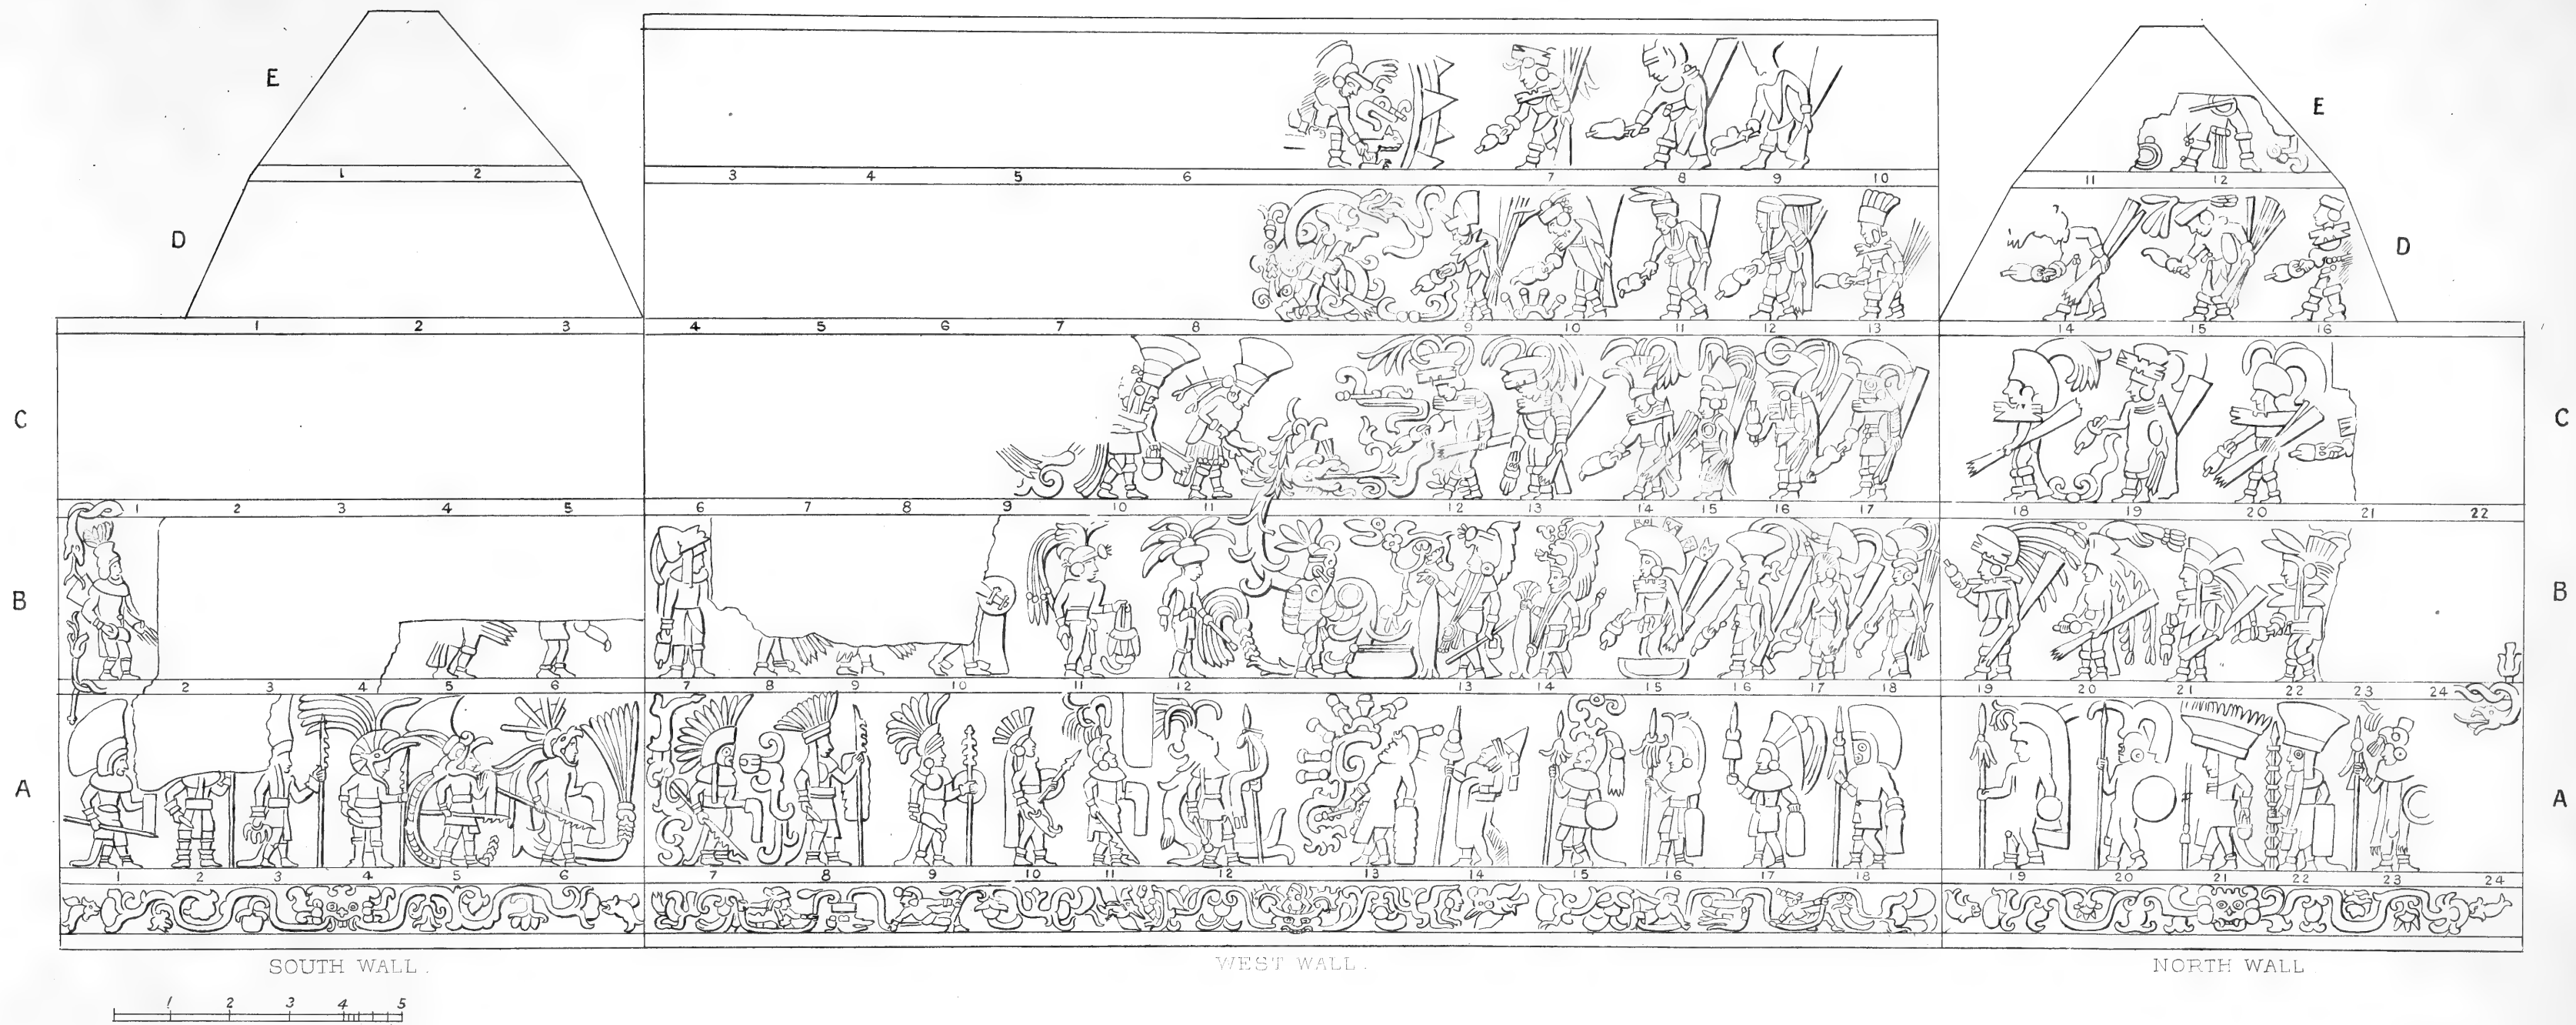 E
E
1 2 3 4 5 6 7 8 9 10 11 12
D
D
1 2 3 4 5 6 7 8 9 10 11 12 13 14 15 16
C
C
1 2 3 4 5 6 7 8 9 10 11 12 13 14 15 16 17 18 19 20 21 22
B
B
2 3 4 5 6 7 8 9 10 11 12 13 14 15 16 17 18 19 20 21 22 23 24
A
A
1 2 3 4 5 6 7 8 9 10 11 12 13 14 15 16 17 18 19 20 21 22 23 24
SOUTH WALL. WEST WALL. NORTH WALL
1 2 3 4 5